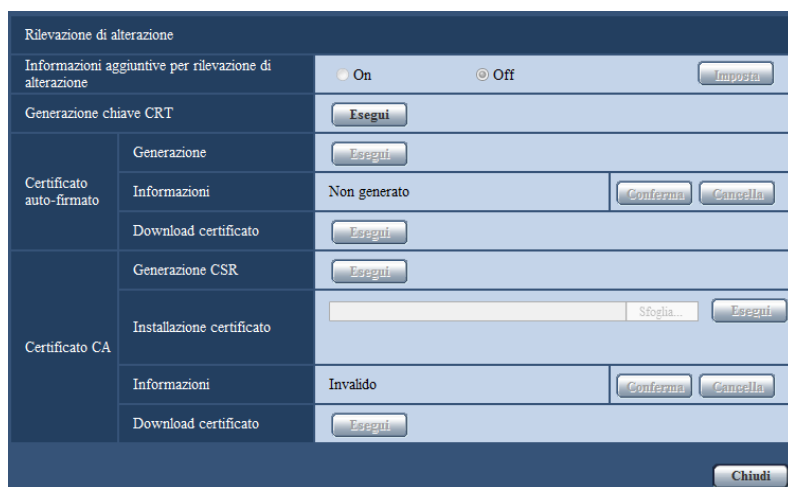 Rilevazione di alterazione
Informazioni aggiuntive per rilevazione di
alterazione
On
Off
Imposta
Generazione chiave CRT
Esegui
Certificato
auto-firmato
Generazione
Esegui
Informazioni
Non generato
Conferma
Cancella
Download certificato
Esegui
Certificato CA
Generazione CSR
Esegui
Installazione certificato
Sfoglia...
Esegui
Informazioni
Invalido
Conferma
Cancella
Download certificato
Esegui
Chiudi